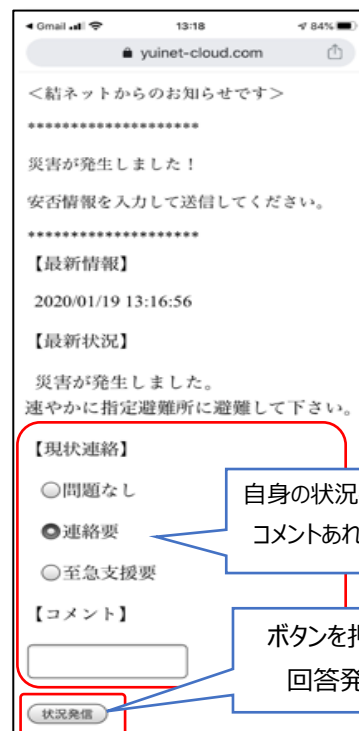 Gmail 13:18 84%
yuinet-cloud.com
＜結ネットからのお知らせです＞
********************
災害が発生しました！
安否情報を入力して送信してください。
********************
【最新情報】
2020/01/19 13:16:56
【最新状況】
災害が発生しました。
速やかに指定避難所に避難して下さい。
【現状連絡】
○問題なし
◉連絡要
○至急支援要
自身の状況
コメントあれ
【コメント】
ボタンを押
回答発
状況発信